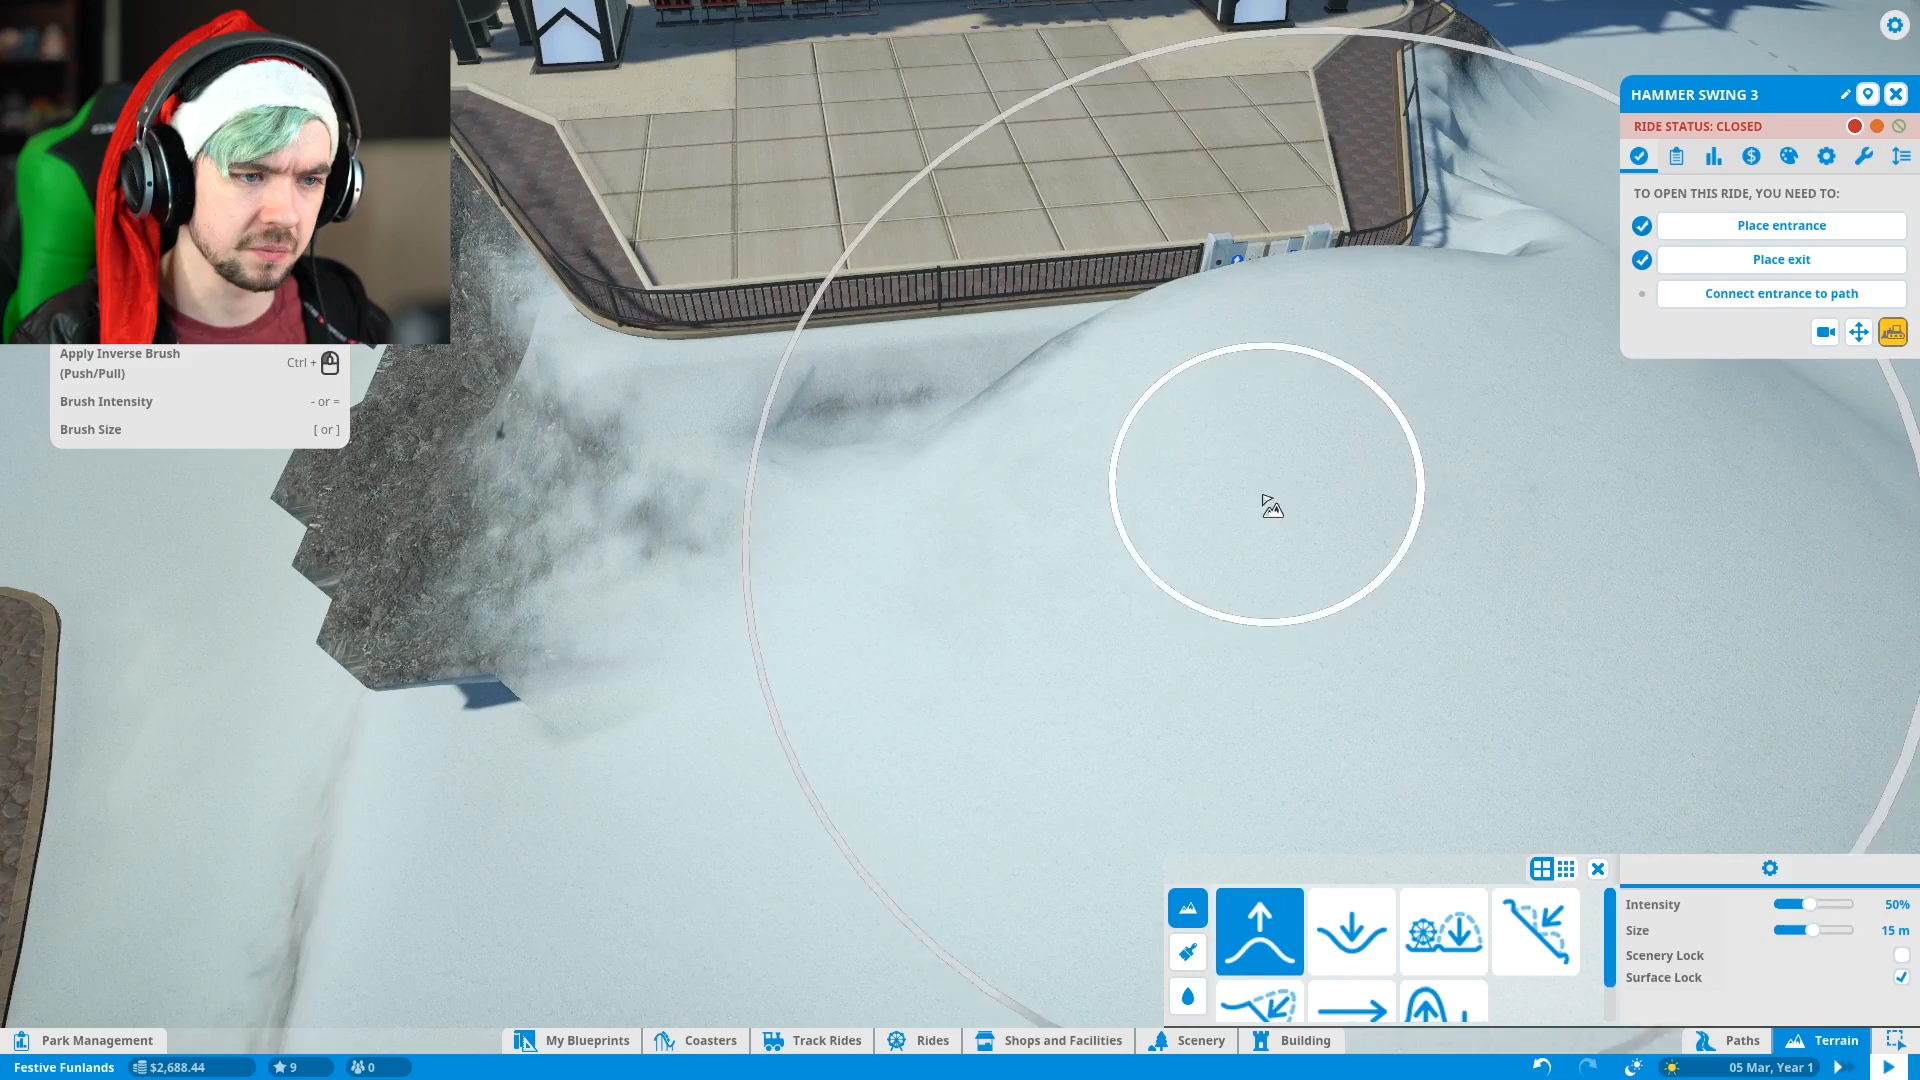 HAMMER SWING 3
RIDE STATUS: CLOSED
TO OPEN THIS RIDE, YOU NEED TO:
Place entrance
Place exit
Connect entrance to path
Apply Inverse Brush (Push/Pull) Ctrl +
Brush Intensity - or =
Brush Size [ or ]
Intensity 50%
Size 15 m
Scenery Lock
Surface Lock
Park Management My Blueprints Coasters Track Rides Rides Shops and Facilities Scenery Building Paths Terrain
Festive Funlands $2,688.44 9 0 05 Mar, Year 1